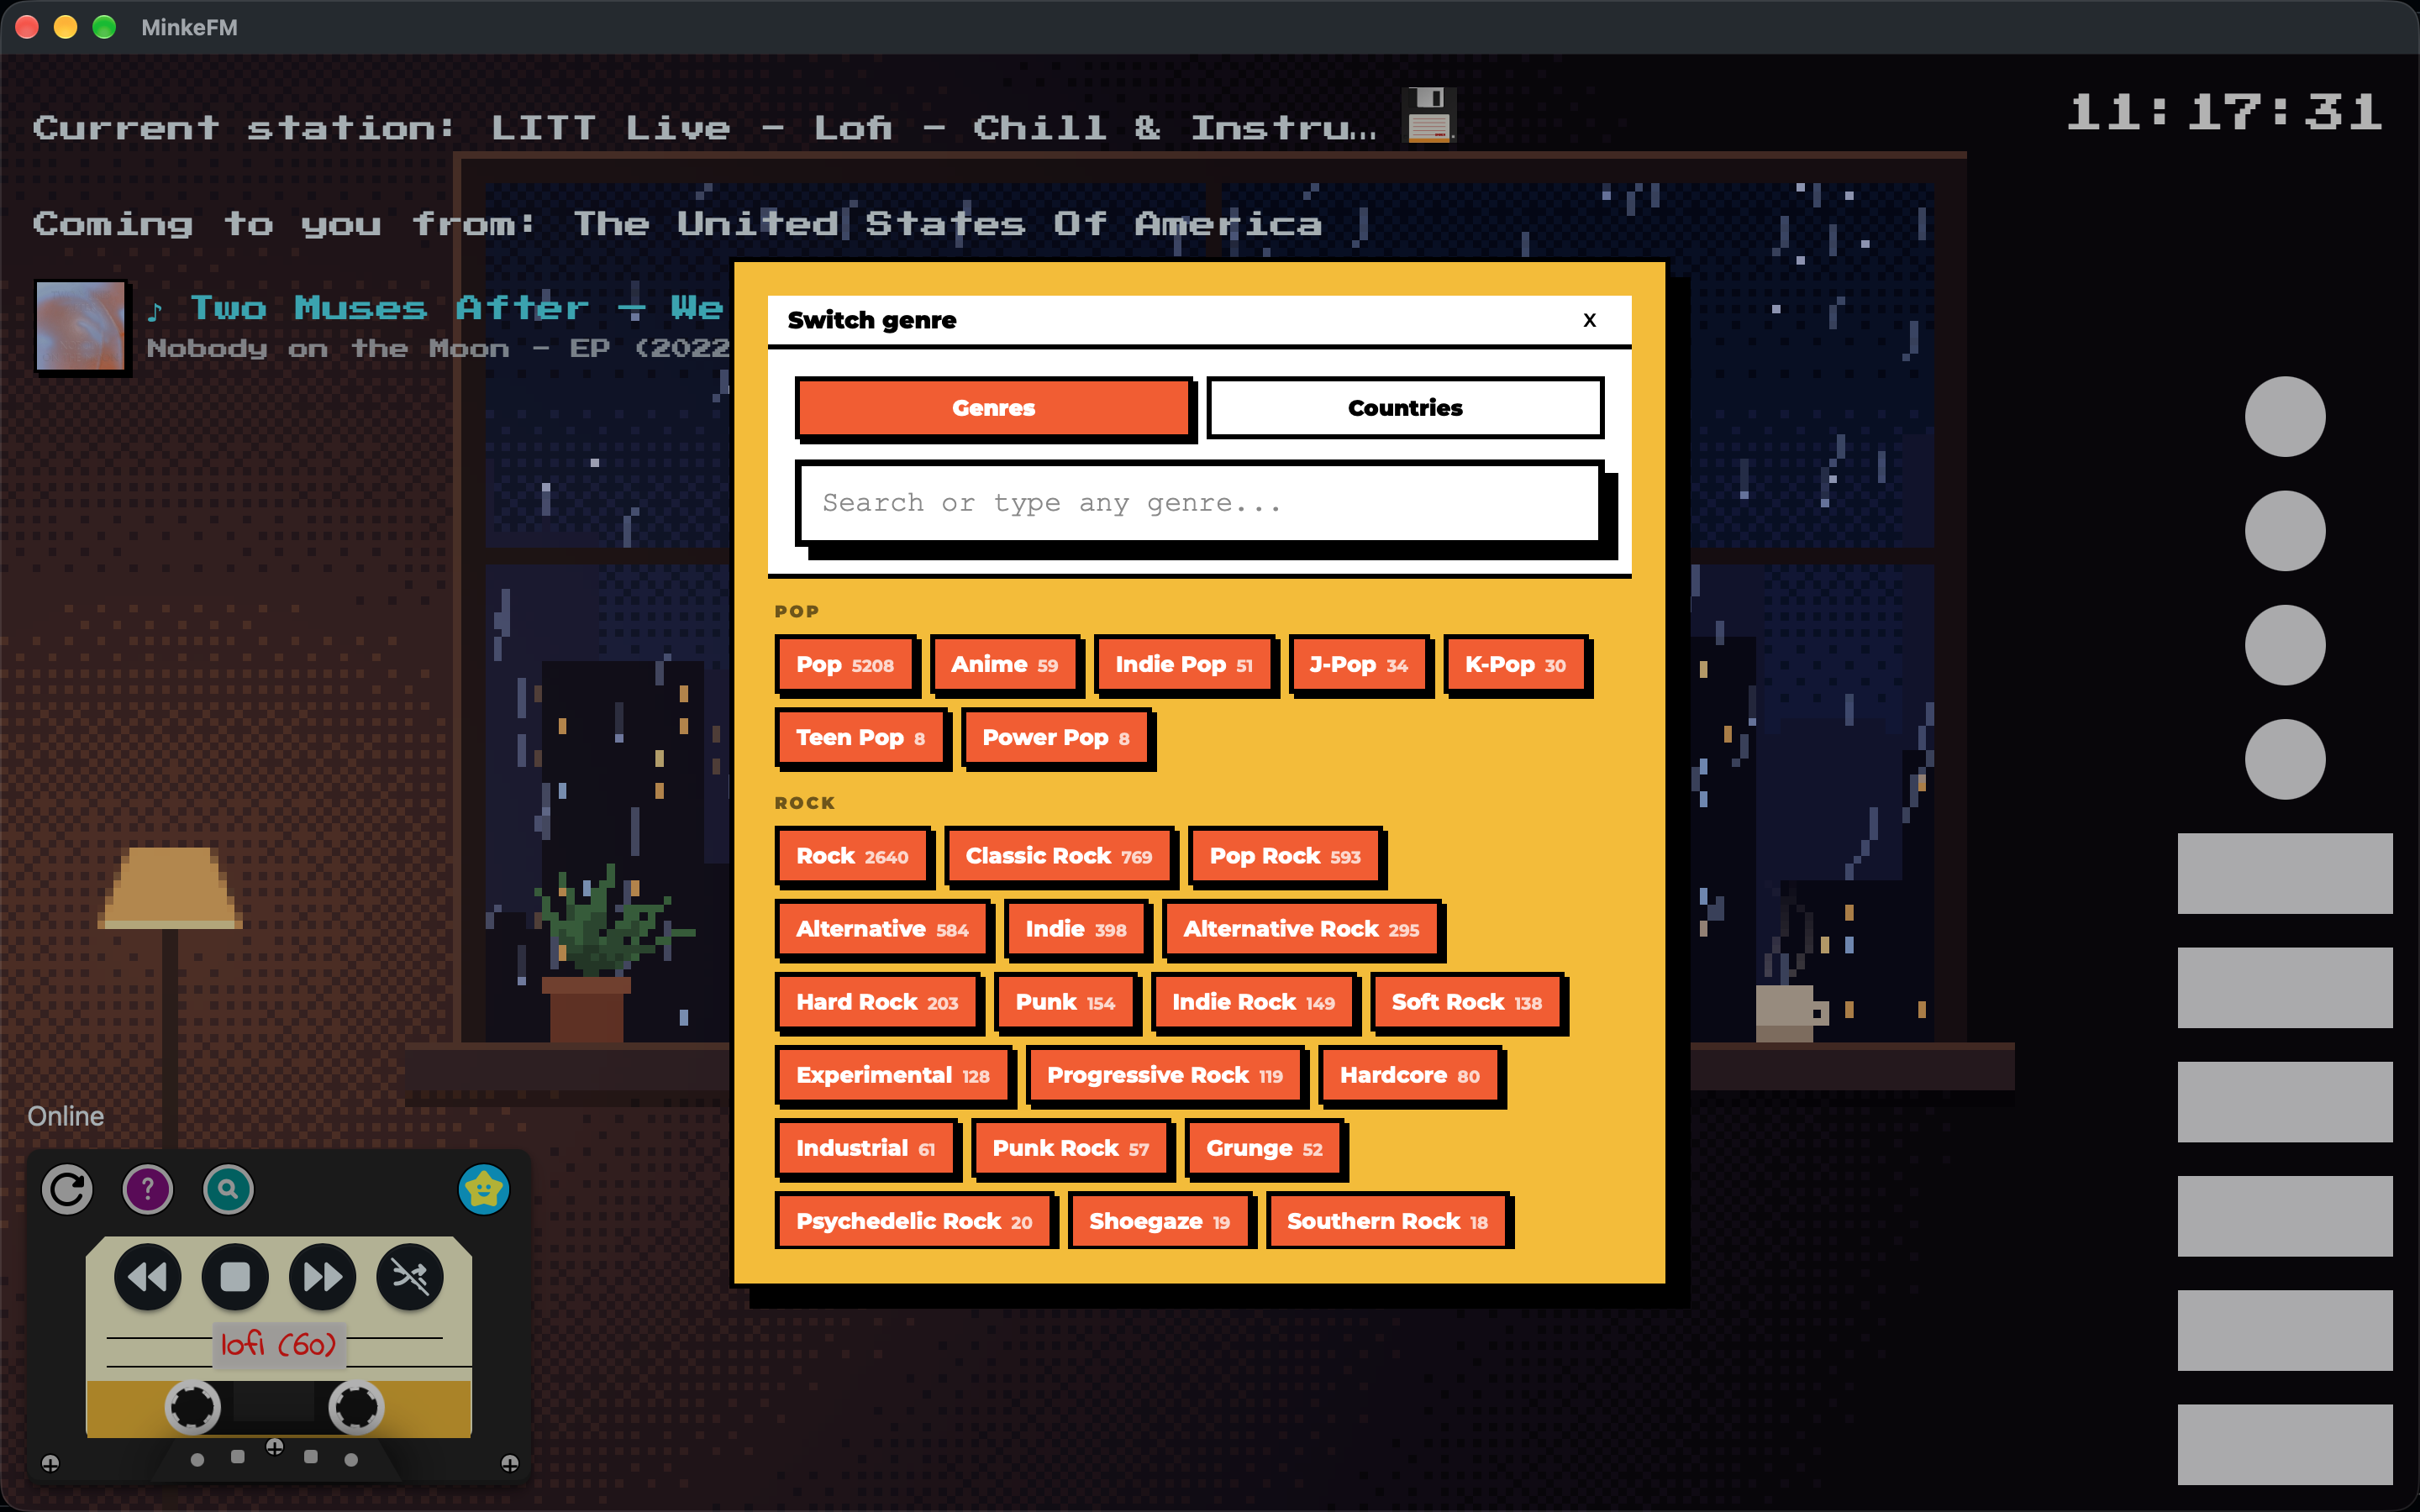 MinkeFM
Current station: LITT Live - Lofi - Chill & Instru...
11:17:31
Coming to you from: The United States Of America
♪ Two Muses After — We
Nobody on the Moon - EP (2022
Switch genre
X
Genres
Countries
Search or type any genre...
POP
Pop 5208
Anime 59
Indie Pop 51
J-Pop 34
K-Pop 30
Teen Pop 8
Power Pop 8
ROCK
Rock 2640
Classic Rock 769
Pop Rock 593
Alternative 584
Indie 398
Alternative Rock 295
Hard Rock 203
Punk 154
Indie Rock 149
Soft Rock 138
Experimental 128
Progressive Rock 119
Hardcore 80
Industrial 61
Punk Rock 57
Grunge 52
Psychedelic Rock 20
Shoegaze 19
Southern Rock 18
Online
?
lofi (60)